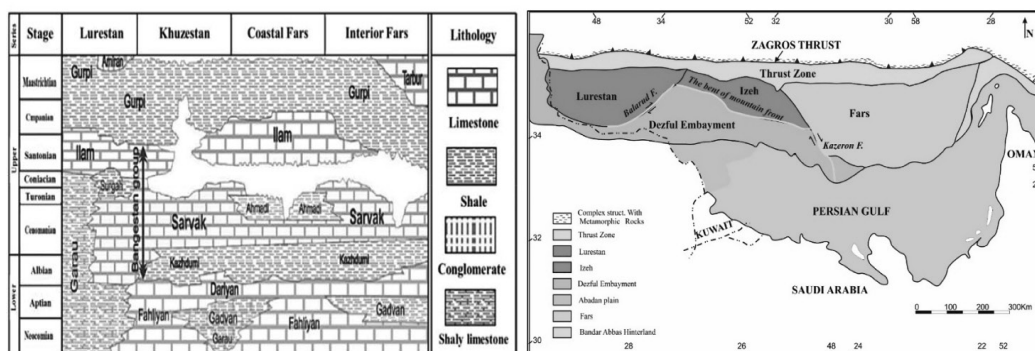 Series Stage Lurestan Khuzestan Coastal Fars Interior Fars Lithology
Upper
Lower
Maastrichtian
Cmpanian
Santonian
Coniacian
Turonian
Cenomanian
Albian
Aptian
Neocomian
Amiran
Gurpi
Gurpi
Gurpi
Tarbur
Ilam
Ilam
Surgah
Bangestan group
Sarvak
Ahmadi
Ahmadi
Sarvak
Garau
Kazhdumi
Kazhdumi
Dariyan
Fahliyan
Gadvan
Garau
Fahliyan
Gadvan
Limestone
Shale
Conglomerate
Shaly limestone
48 34 52 32 30 58 28
N
ZAGROS THRUST
Thrust Zone
Lurestan
Balarud F.
The bent of mountain front
Izeh
Fars
Dezful Embayment
Kazeron F.
34
OMAN
PERSIAN GULF
KUWAIT
SAUDI ARABIA
32
30
Complex struct. With
Metamorphic Rocks
Thrust Zone
Lurestan
Izeh
Dezful Embayment
Abadan plain
Fars
Bandar Abbas Hinterland
0 100 200 300Km
28 26 48 24 22 52